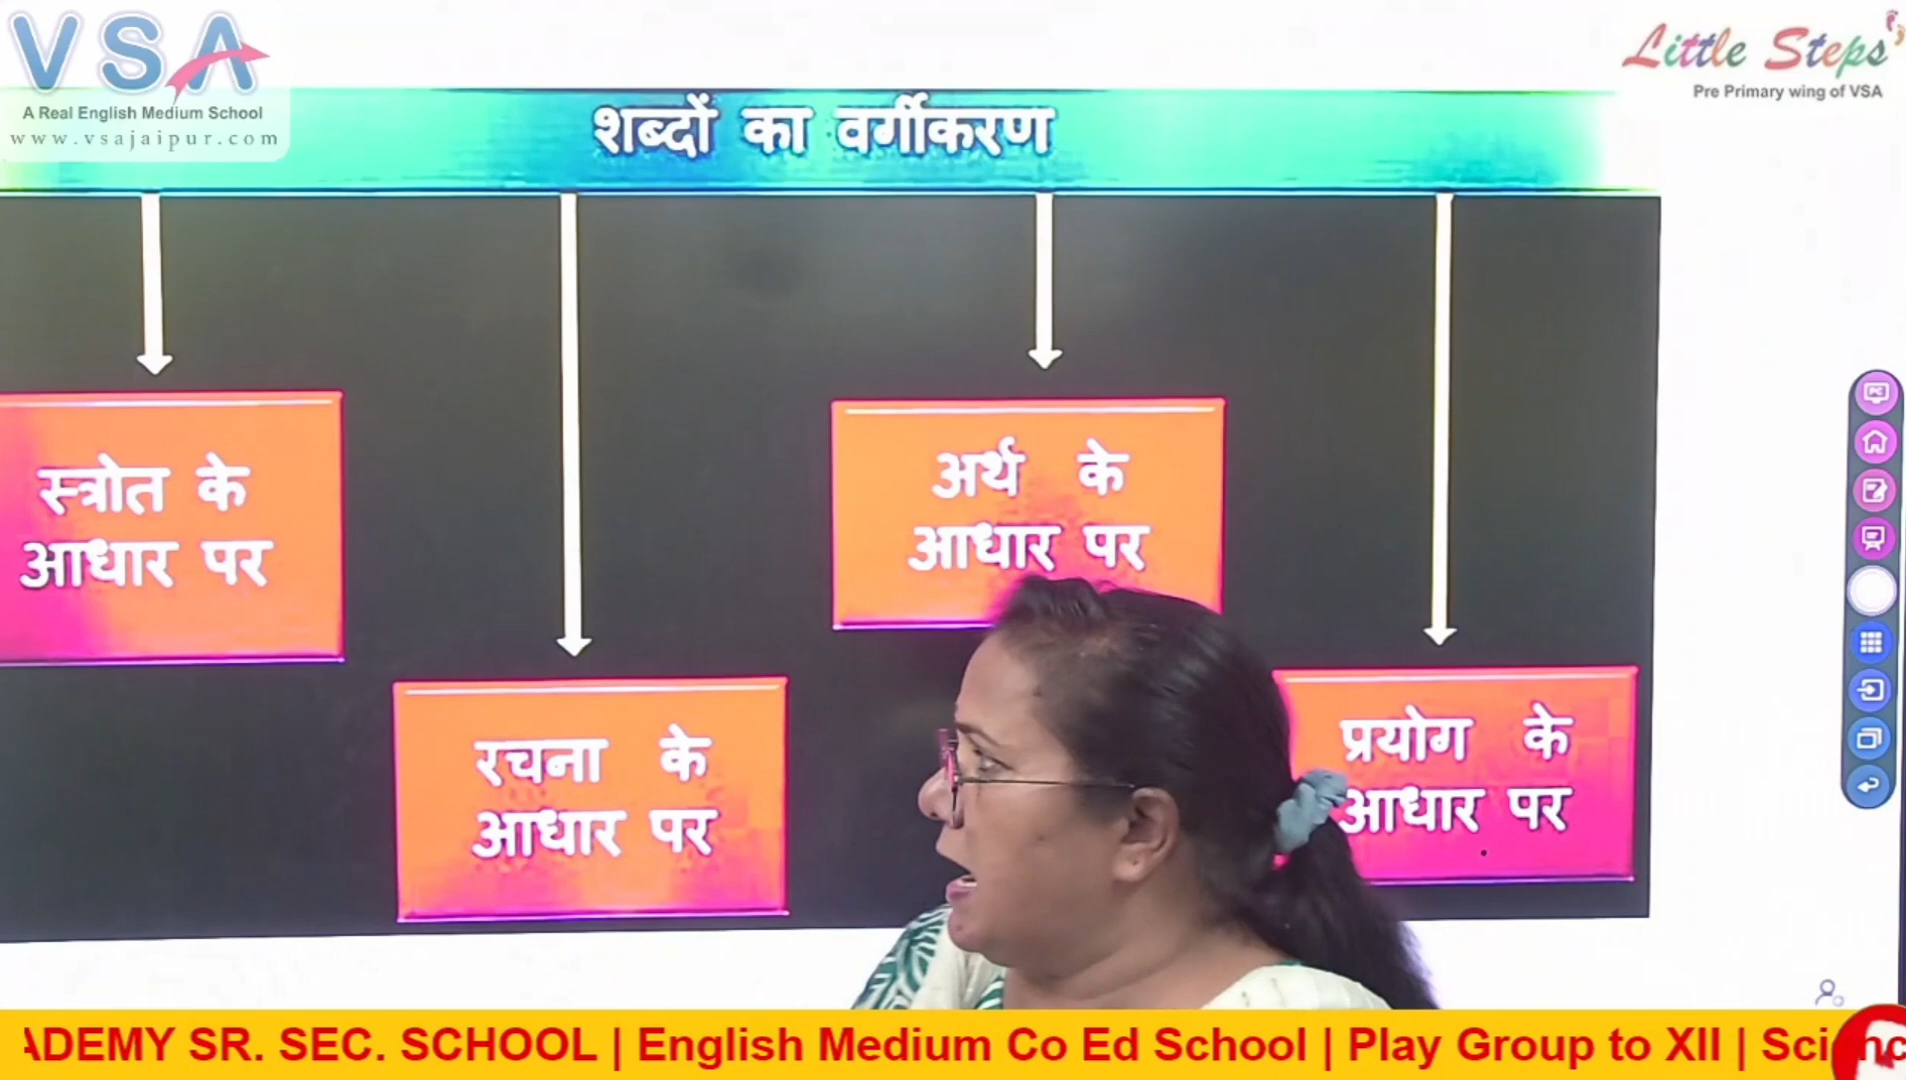 VSA
A Real English Medium School
www.vsajaipur.com
Little Steps
Pre Primary wing of VSA
शब्दों का वर्गीकरण
स्त्रोत के
आधार पर
अर्थ के
आधार पर
रचना के
आधार पर
प्रयोग के
आधार पर
PC
ADEMY SR. SEC. SCHOOL | English Medium Co Ed School | Play Group to XII |